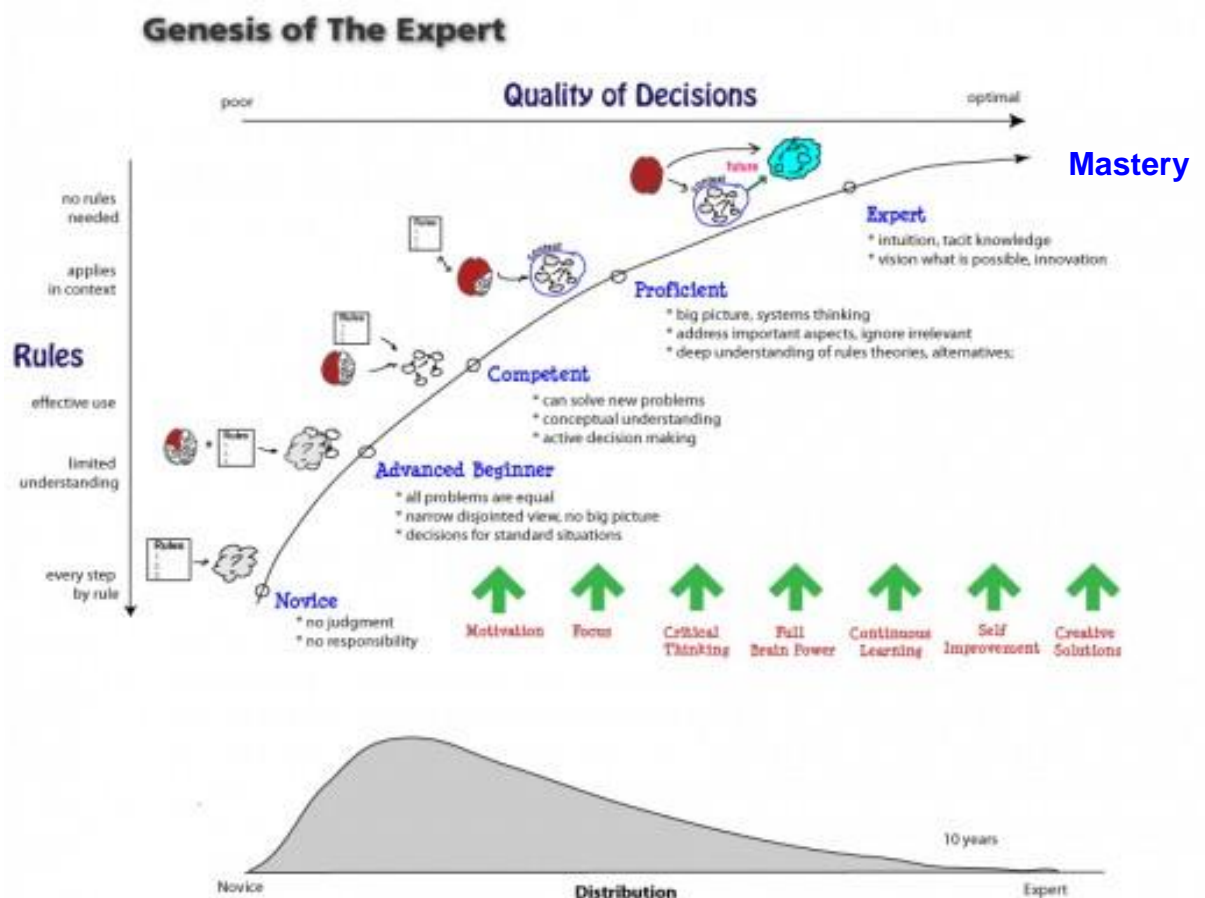 Genesis of The Expert
Quality of Decisions
poor
optimal
Mastery
future
context
no rules
needed
Expert
* intuition, tacit knowledge
* vision what is possible, innovation
Rules
context
applies
in context
Proficient
* big picture, systems thinking
* address important aspects, ignore irrelevant
* deep understanding of rules theories, alternatives;
Rules
Rules
Competent
* can solve new problems
* conceptual understanding
* active decision making
effective use
Rules
?
limited
understanding
Advanced Beginner
* all problems are equal
* narrow disjointed view, no big picture
* decisions for standard situations
Rules
?
every step
by rule
Novice
* no judgment
* no responsibility
Motivation
Focus
Critical
Thinking
Full
Brain Power
Continuous
Learning
Self
Improvement
Creative
Solutions
10 years
Novice
Distribution
Expert